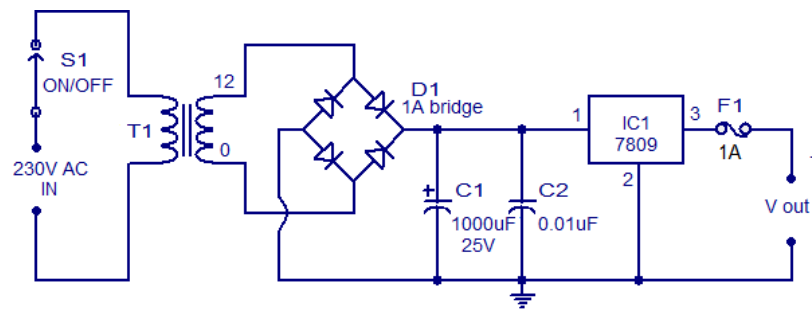 S1
ON/OFF
230V AC
IN
T1
12
0
D1
1A bridge
+
C1
1000uF
25V
C2
0.01uF
1
IC1
7809
3
2
F1
1A
V out